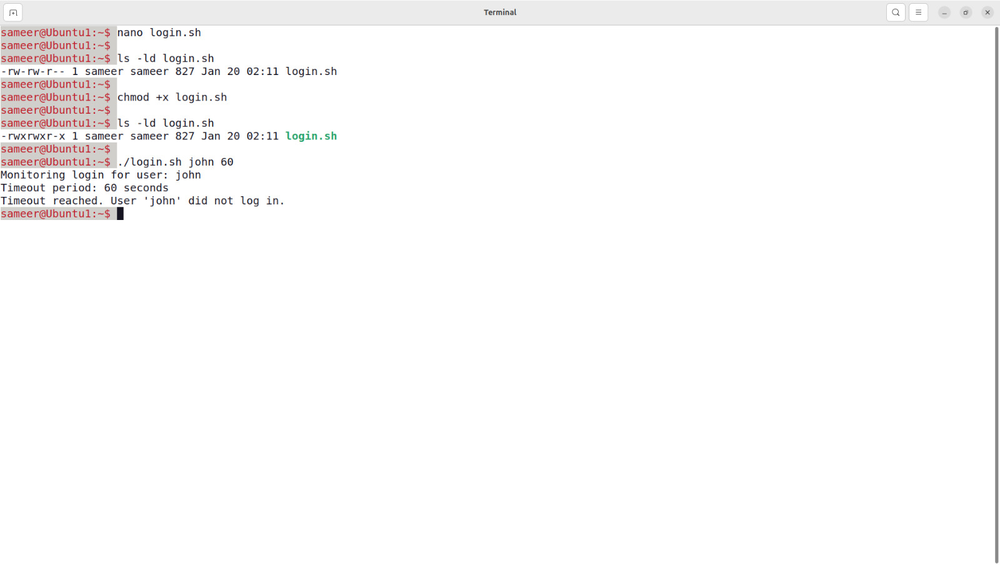 Terminal
sameer@Ubuntu1:~$ nano login.sh
sameer@Ubuntu1:~$
sameer@Ubuntu1:~$ ls -ld login.sh
-rw-rw-r-- 1 sameer sameer 827 Jan 20 02:11 login.sh
sameer@Ubuntu1:~$
sameer@Ubuntu1:~$ chmod +x login.sh
sameer@Ubuntu1:~$
sameer@Ubuntu1:~$ ls -ld login.sh
-rwxrwxr-x 1 sameer sameer 827 Jan 20 02:11 login.sh
sameer@Ubuntu1:~$
sameer@Ubuntu1:~$ ./login.sh john 60
Monitoring login for user: john
Timeout period: 60 seconds
Timeout reached. User 'john' did not log in.
sameer@Ubuntu1:~$